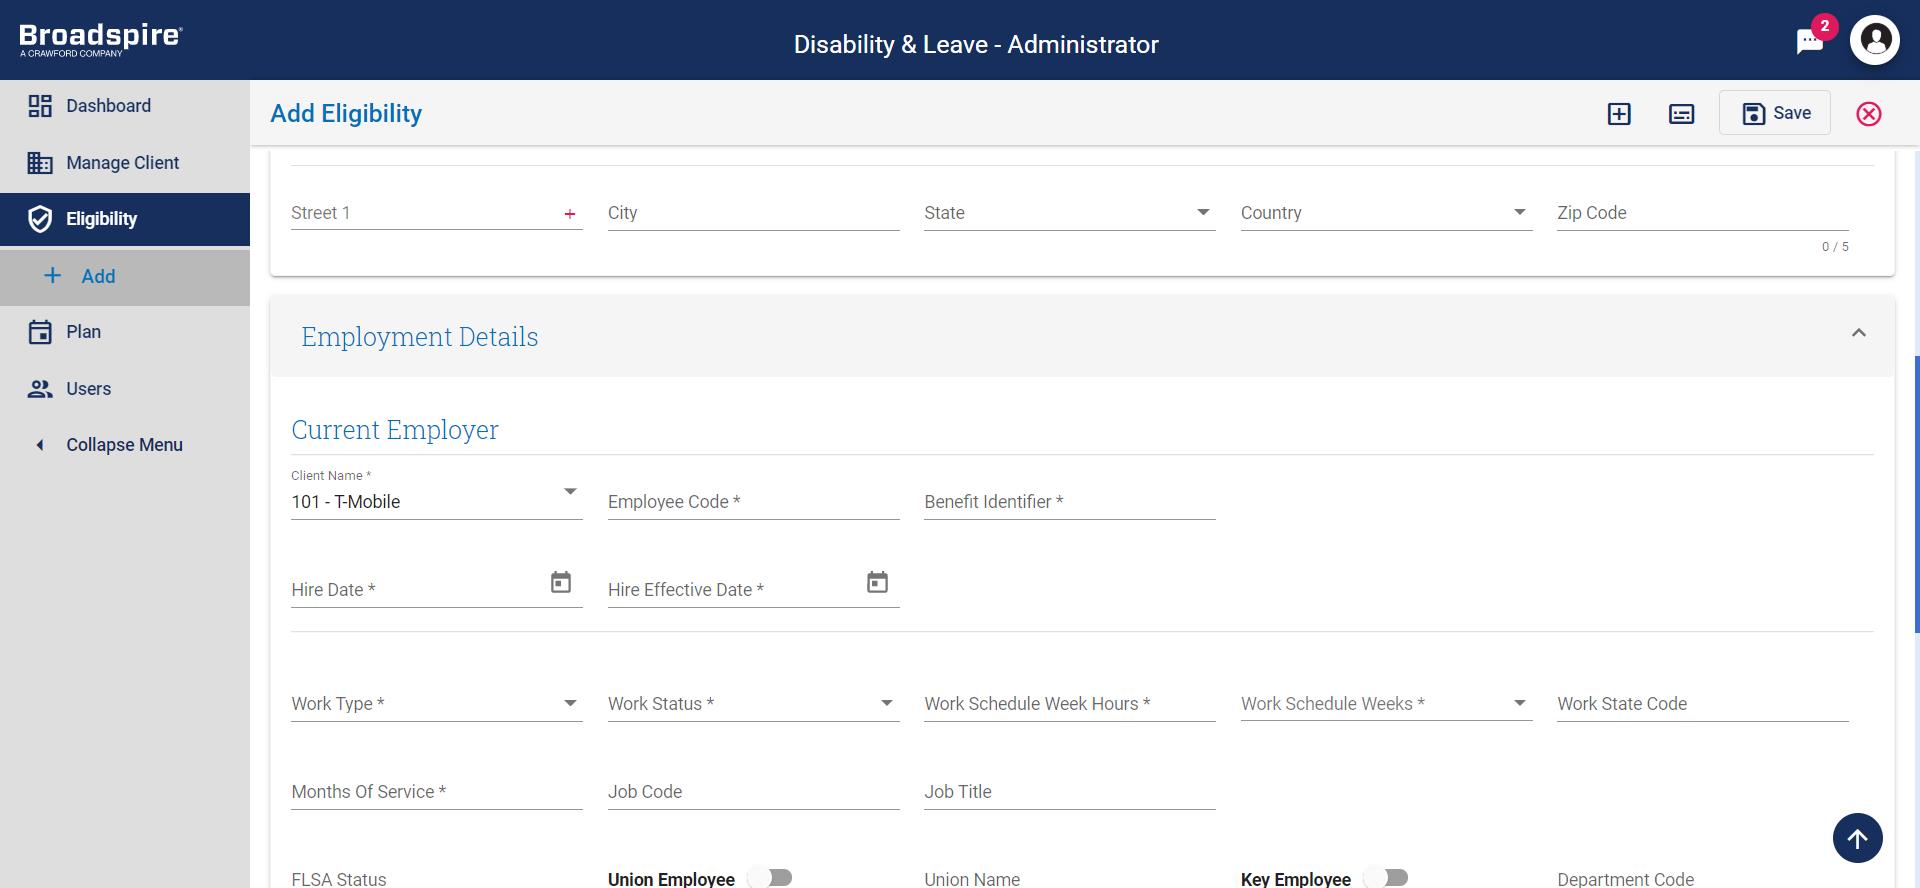 Broadspire®
A CRAWFORD COMPANY
Disability & Leave - Administrator
2
Dashboard
Manage Client
Eligibility
Add
Plan
Users
Collapse Menu
Add Eligibility
Save
Street 1 +
City
State
Country
Zip Code
0 / 5
Employment Details
Current Employer
Client Name *
101 - T-Mobile
Employee Code *
Benefit Identifier *
Hire Date *
Hire Effective Date *
Work Type *
Work Status *
Work Schedule Week Hours *
Work Schedule Weeks *
Work State Code
Months Of Service *
Job Code
Job Title
FLSA Status
Union Employee
Union Name
Key Employee
Department Code